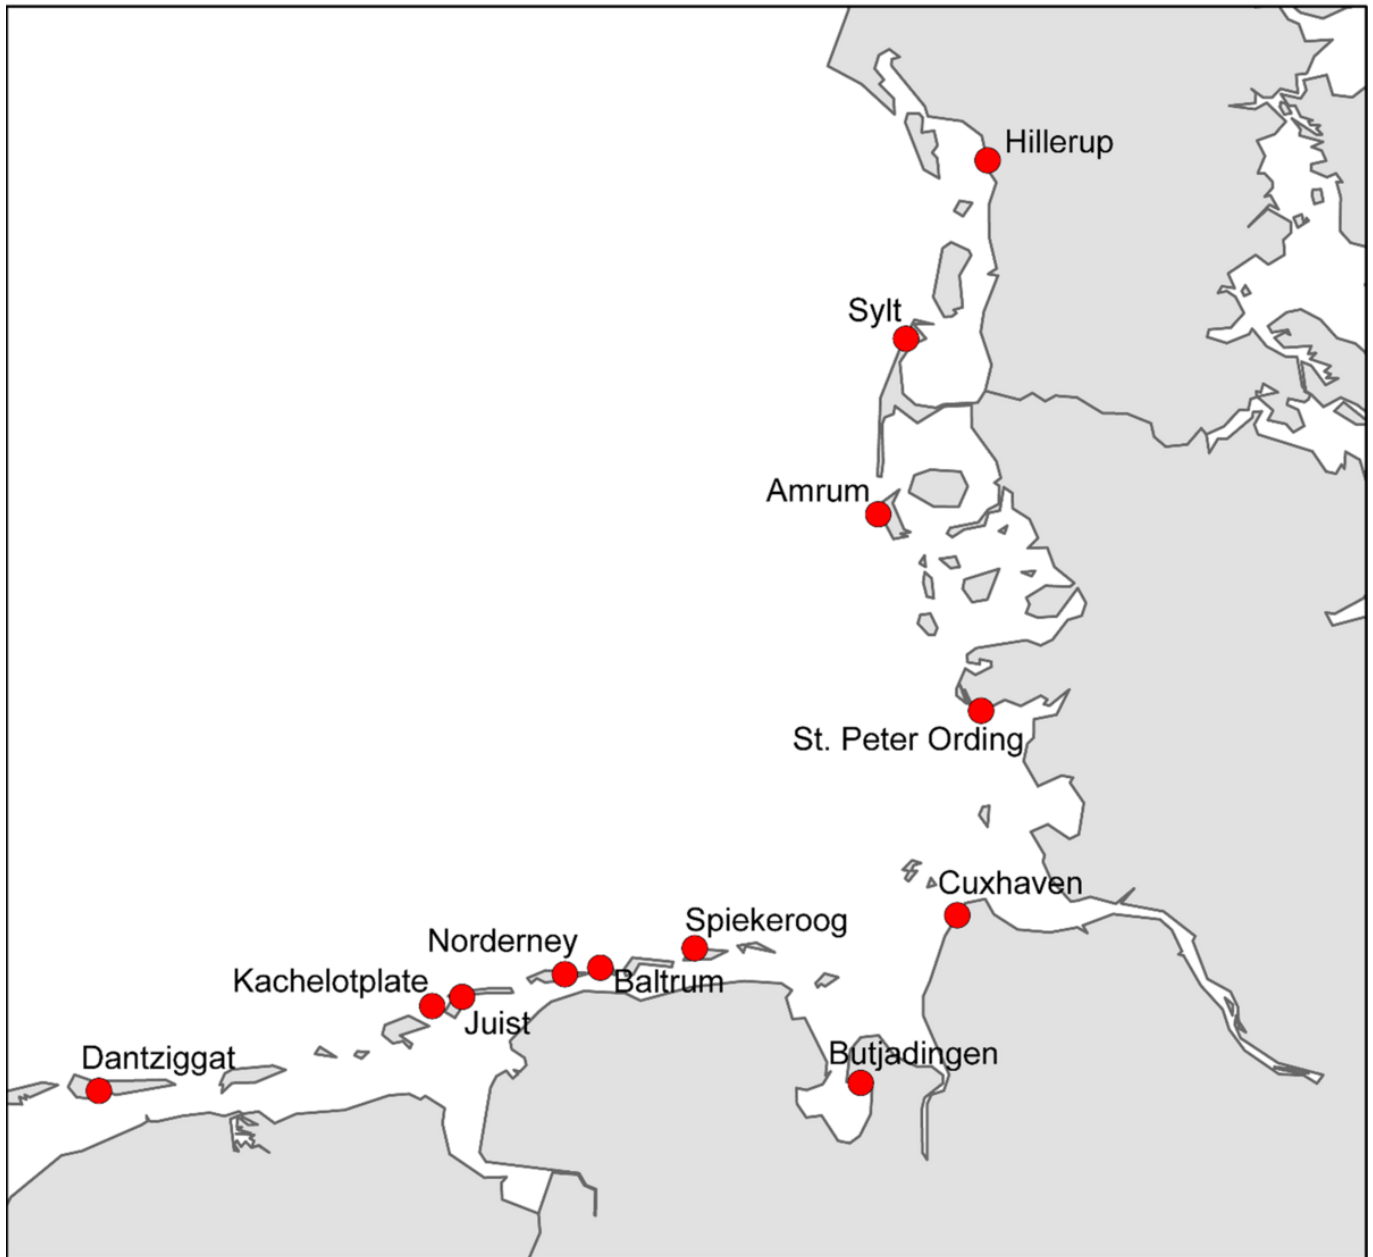 Hillerup
Sylt
Amrum
St. Peter Ording
Cuxhaven
Spiekeroog
Norderney
Kachelotplate
Baltrum
Juist
Dantziggat
Butjadingen